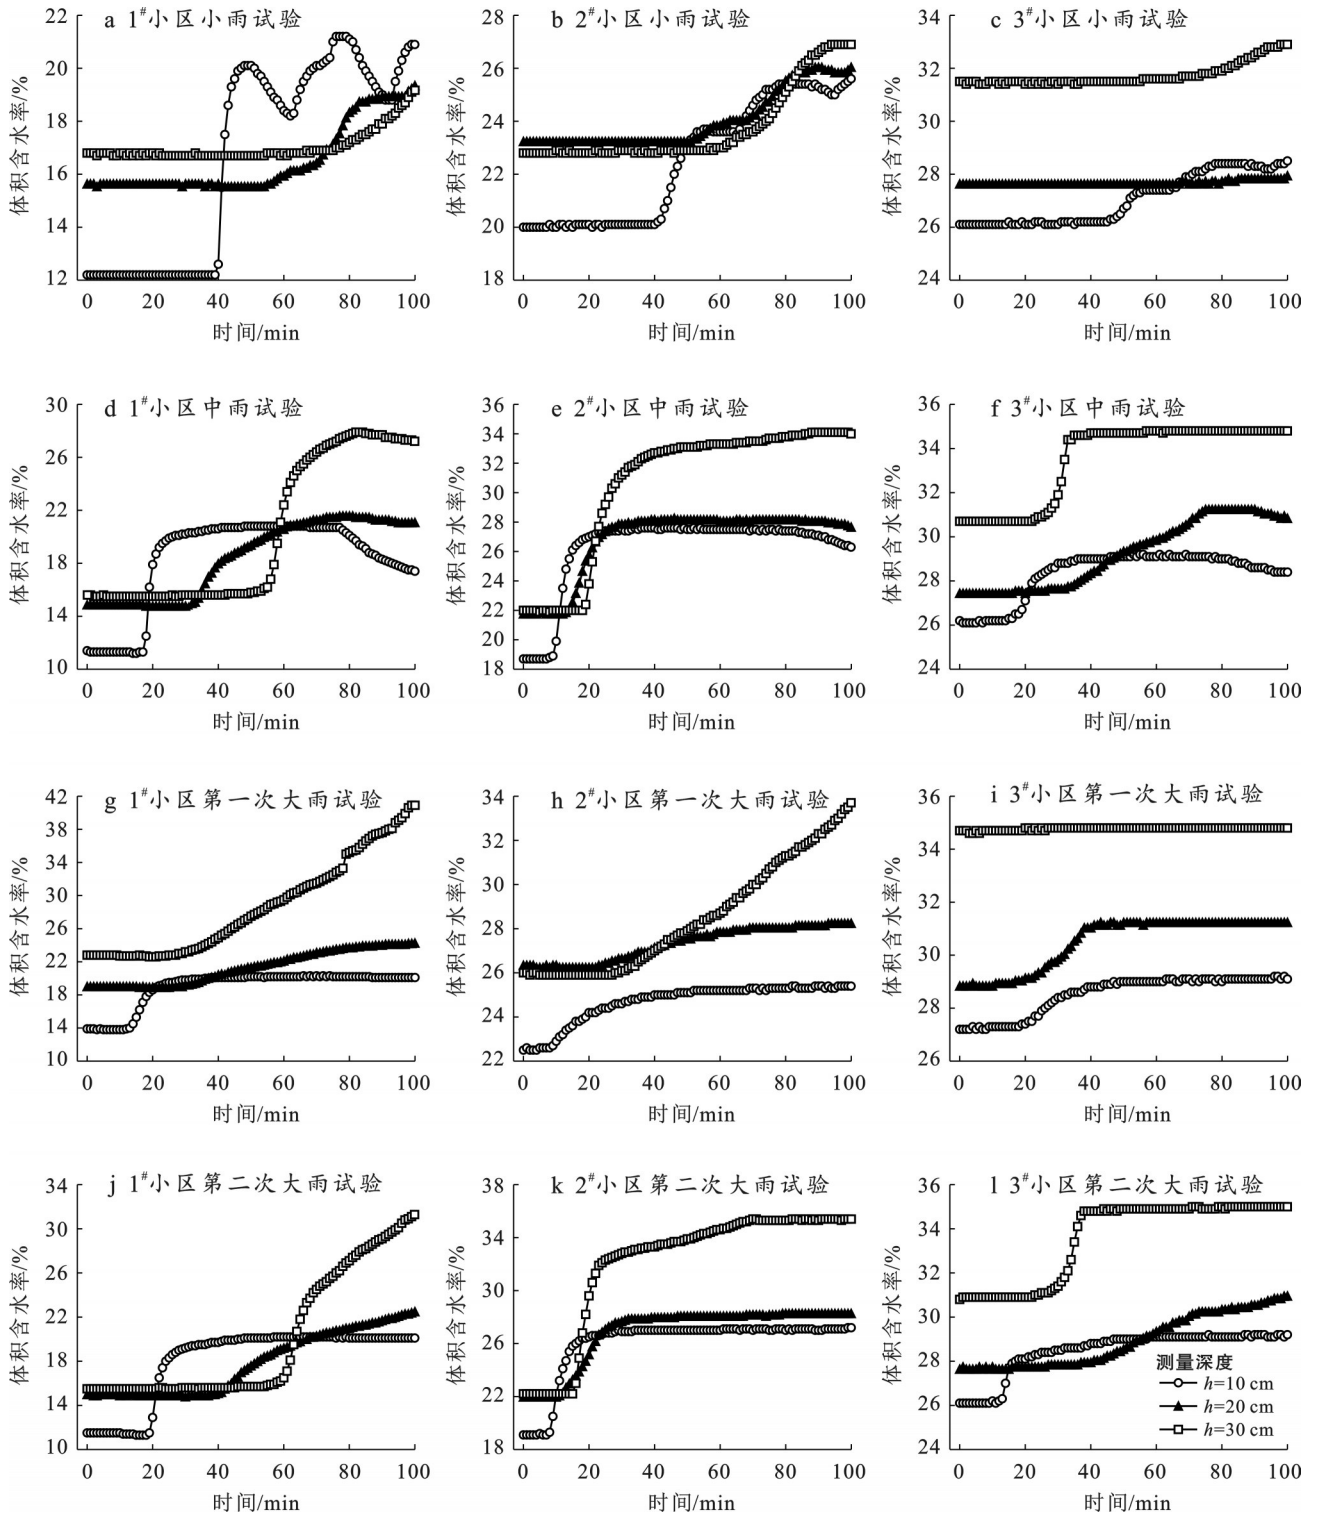 a 1#小区小雨试验
22
20
18
16
14
12
体积含水率/%
0 20 40 60 80 100
时间/min
b 2#小区小雨试验
28
26
24
22
20
18
体积含水率/%
0 20 40 60 80 100
时间/min
c 3#小区小雨试验
34
32
30
28
26
24
体积含水率/%
0 20 40 60 80 100
时间/min
d 1#小区中雨试验
30
26
22
18
14
10
体积含水率/%
0 20 40 60 80 100
时间/min
e 2#小区中雨试验
36
34
32
30
28
26
24
22
20
18
体积含水率/%
0 20 40 60 80 100
时间/min
f 3#小区中雨试验
36
34
32
30
28
26
24
体积含水率/%
0 20 40 60 80 100
时间/min
g 1#小区第一次大雨试验
42
38
34
30
26
22
18
14
10
体积含水率/%
0 20 40 60 80 100
时间/min
h 2#小区第一次大雨试验
34
32
30
28
26
24
22
体积含水率/%
0 20 40 60 80 100
时间/min
i 3#小区第一次大雨试验
36
34
32
30
28
26
体积含水率/%
0 20 40 60 80 100
时间/min
j 1#小区第二次大雨试验
34
30
26
22
18
14
10
体积含水率/%
0 20 40 60 80 100
时间/min
k 2#小区第二次大雨试验
38
34
30
26
22
18
体积含水率/%
0 20 40 60 80 100
时间/min
l 3#小区第二次大雨试验
36
34
32
30
28
26
24
体积含水率/%
测量深度
h=10 cm
h=20 cm
h=30 cm
0 20 40 60 80 100
时间/min